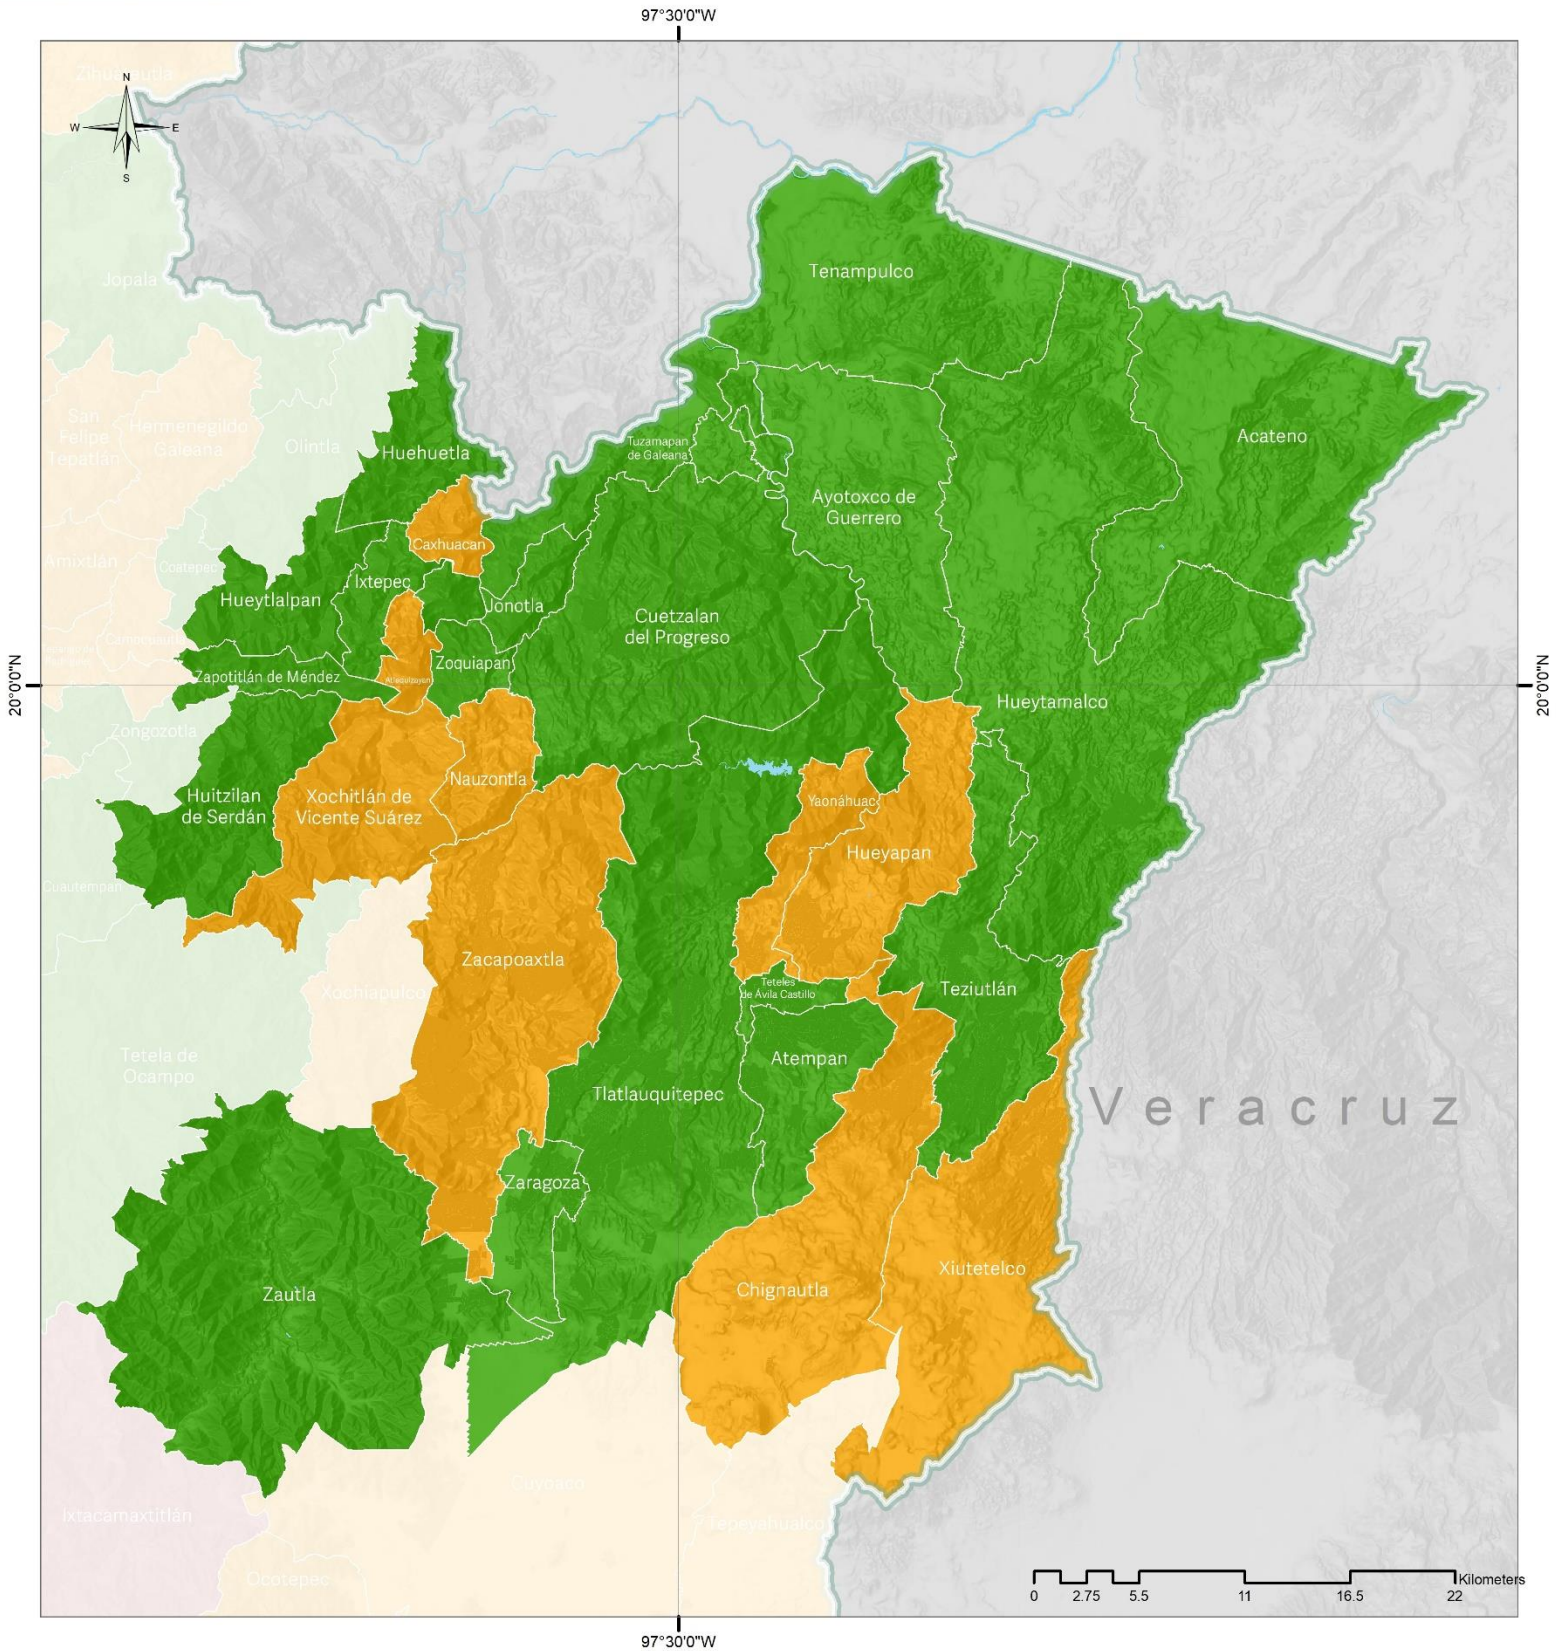 97°30'0"W
Zihuateutla
N
W
E
S
Jopala
Tenampulco
San
Felipe
Tepatlán
Hermenegildo
Galeana
Olintla
Huehuetla
Tuzamapan
de Galeana
Acateno
Ayotoxco de
Guerrero
Caxhuacan
Amixtlán
Coatepec
Ixtepec
Hueytlalpan
Jonotla
Cuetzalan
del Progreso
Camocuautla
Zoquiapan
Zapotitlán de Méndez
Atlequizayan
20°0'0"N
20°0'0"N
Hueytamalco
Zongozotla
Nauzontla
Huitzilan
de Serdán
Xochitlán de
Vicente Suárez
Yaonáhuac
Hueyapan
Cuautempan
Zacapoaxtla
Xochiapulco
Teteles
de Ávila Castillo
Teziutlán
Tetela de
Ocampo
Atempan
Tlatlauquitepec
Veracruz
Zaragoza
Zautla
Chignautla
Xiutetelco
Cuyoaco
Ixtacamaxtitlán
Tepeyahualco
Ocotepec
Kilometers
0 2.75 5.5 11 16.5 22
97°30'0"W